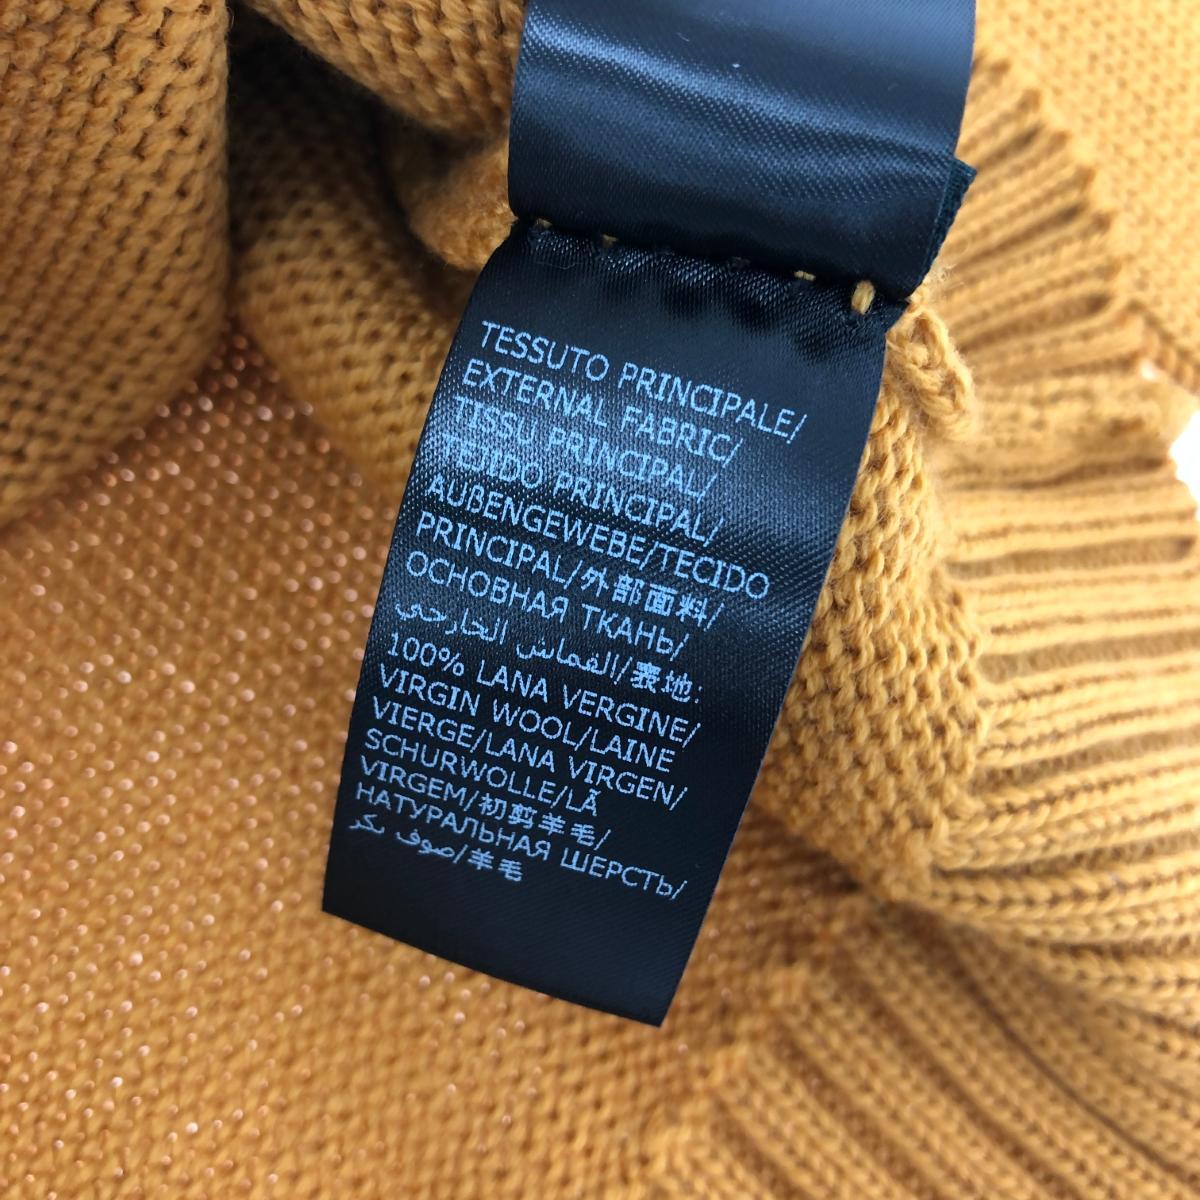 TESSUTO PRINCIPALE/
EXTERNAL FABRIC/
TISSU PRINCIPAL/
TEJIDO PRINCIPAL/
AUßENGEWEBE/TECIDO
PRINCIPAL/外部面料/
ОСНОВНАЯ ТКАНЬ/
القماش الخارجي/表地:
100% LANA VERGINE/
VIRGIN WOOL/LAINE
VIERGE/LANA VIRGEN/
SCHURWOLLE/LÃ
VIRGEM/初剪羊毛/
НАТУРАЛЬНАЯ ШЕРСТЬ/
صوف بكر/羊毛